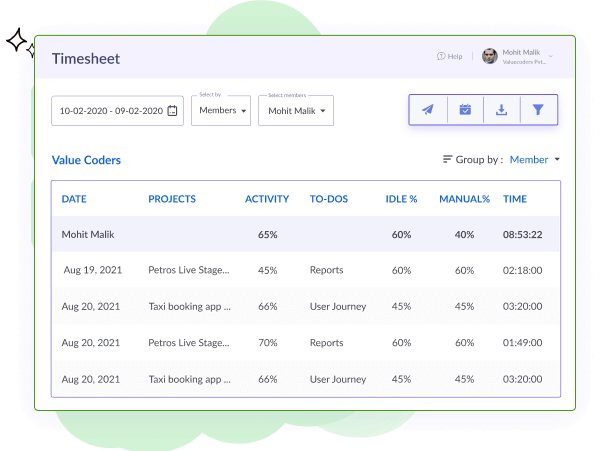 Timesheet
Help
Mohit Malik
Valuecoders Pvt...
Select by
Select members
10-02-2020 - 09-02-2020
Members
Mohit Malik
Value Coders
Group by : Member
DATE PROJECTS ACTIVITY TO-DOS IDLE % MANUAL% TIME
Mohit Malik 65% 60% 40% 08:53:22
Aug 19, 2021 Petros Live Stage... 45% Reports 60% 60% 02:18:00
Aug 20, 2021 Taxi booking app ... 66% User Journey 45% 45% 03:20:00
Aug 20, 2021 Petros Live Stage... 70% Reports 60% 60% 01:49:00
Aug 20, 2021 Taxi booking app ... 66% User Journey 45% 45% 03:20:00